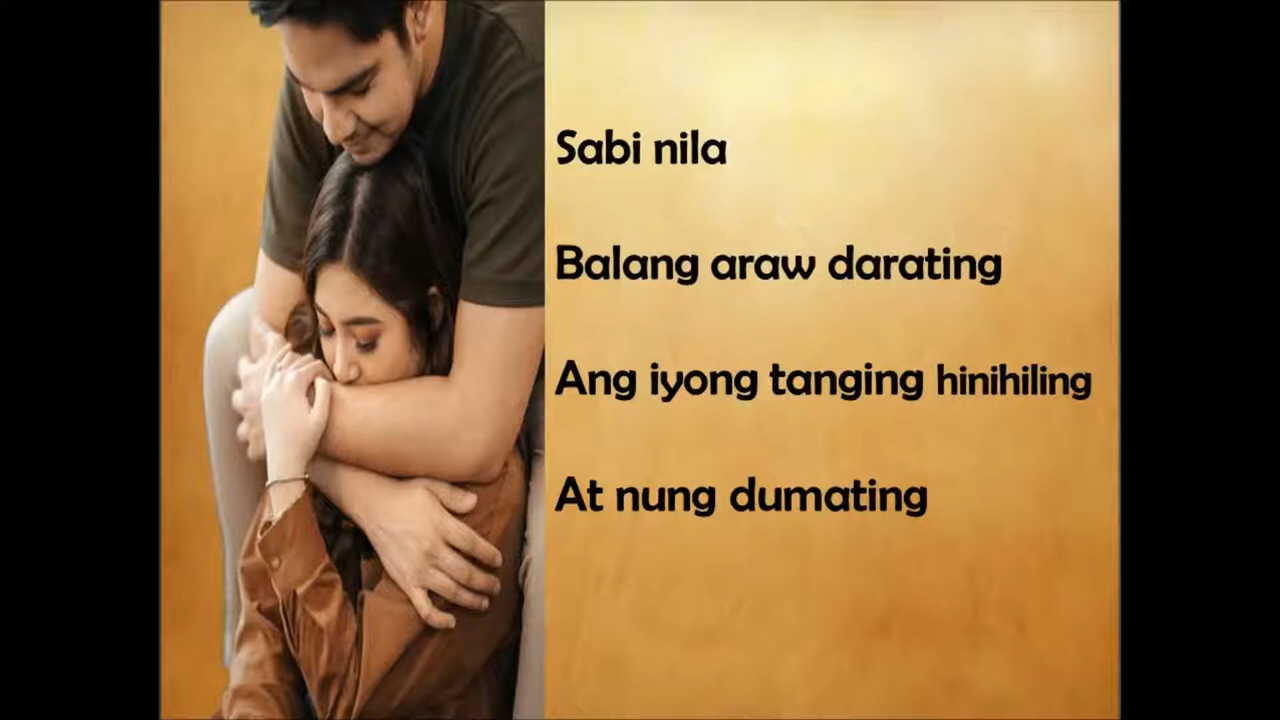 Sabi nila
Balang araw darating
Ang iyong tanging hinihiling
At nung dumating